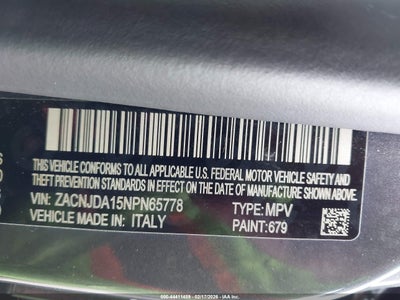 THIS VEHICLE CONFORMS TO ALL APPLICABLE U.S. FEDERAL MOTOR VEHICLE SAFETY AND
THEFT PREVENTION STANDARDS IN EFFECT ON THE DATE OF MANUFACTURE SHOWN ABOVE.
VIN: ZACNJDA15NPN65778 TYPE: MPV
VEHICLE MADE IN: ITALY PAINT: 679